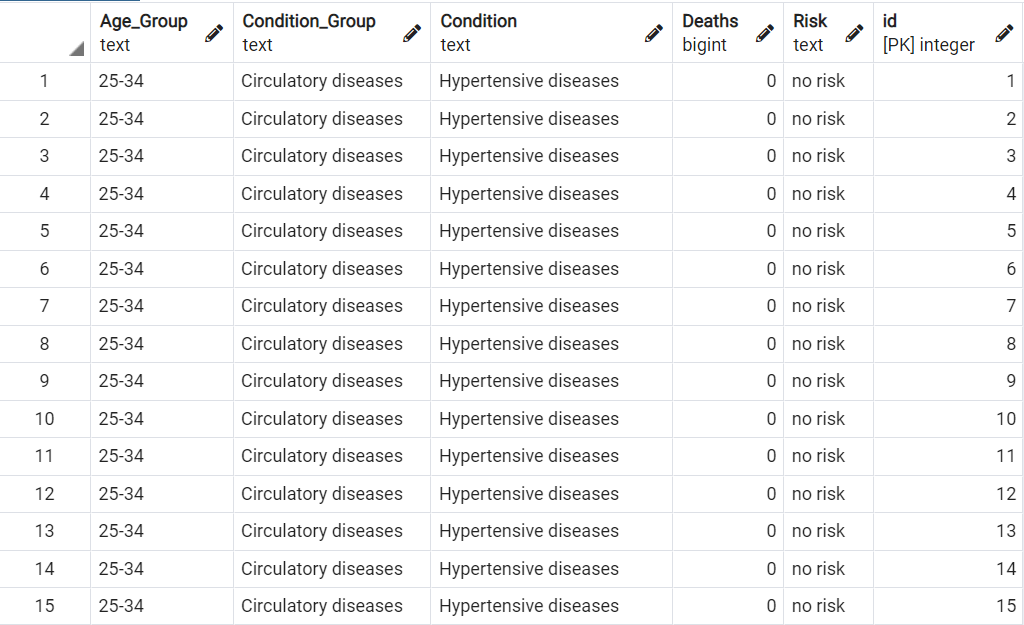 Age_Group Condition_Group Condition Deaths Risk id
text text text bigint text [PK] integer
1 25-34 Circulatory diseases Hypertensive diseases 0 no risk 1
2 25-34 Circulatory diseases Hypertensive diseases 0 no risk 2
3 25-34 Circulatory diseases Hypertensive diseases 0 no risk 3
4 25-34 Circulatory diseases Hypertensive diseases 0 no risk 4
5 25-34 Circulatory diseases Hypertensive diseases 0 no risk 5
6 25-34 Circulatory diseases Hypertensive diseases 0 no risk 6
7 25-34 Circulatory diseases Hypertensive diseases 0 no risk 7
8 25-34 Circulatory diseases Hypertensive diseases 0 no risk 8
9 25-34 Circulatory diseases Hypertensive diseases 0 no risk 9
10 25-34 Circulatory diseases Hypertensive diseases 0 no risk 10
11 25-34 Circulatory diseases Hypertensive diseases 0 no risk 11
12 25-34 Circulatory diseases Hypertensive diseases 0 no risk 12
13 25-34 Circulatory diseases Hypertensive diseases 0 no risk 13
14 25-34 Circulatory diseases Hypertensive diseases 0 no risk 14
15 25-34 Circulatory diseases Hypertensive diseases 0 no risk 15